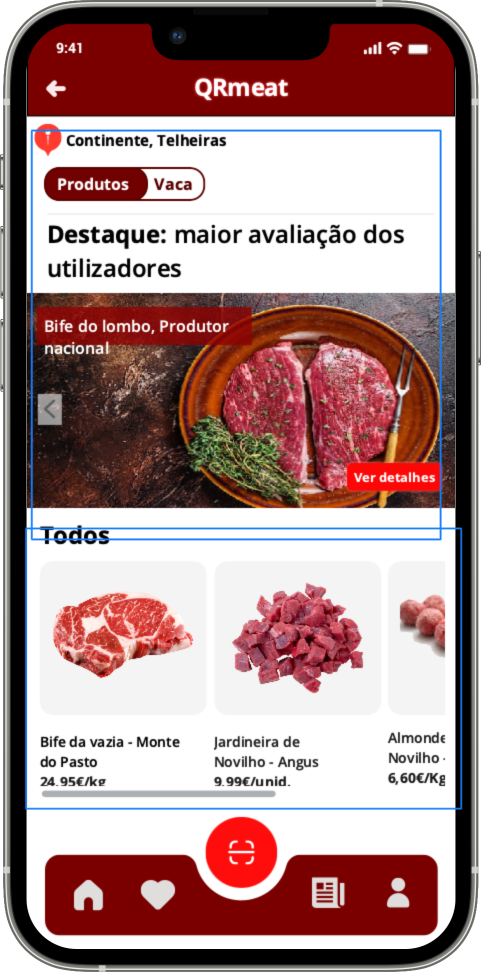 9:41
QRmeat
Continente, Telheiras
Produtos
Vaca
Destaque: maior avaliação dos
utilizadores
Bife do lombo, Produtor
nacional
Ver detalhes
Todos
Bife da vazia - Monte
do Pasto
24,95€/kg
Jardineira de
Novilho - Angus
9,99€/unid.
Almonde
Novilho -
6,60€/Kg